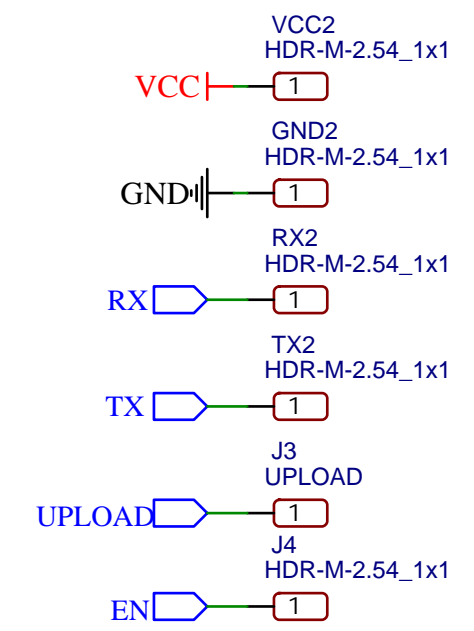 VCC2
HDR-M-2.54_1x1
VCC 1
GND2
HDR-M-2.54_1x1
GND 1
RX2
HDR-M-2.54_1x1
RX 1
TX2
HDR-M-2.54_1x1
TX 1
J3
UPLOAD
UPLOAD 1
J4
HDR-M-2.54_1x1
EN 1